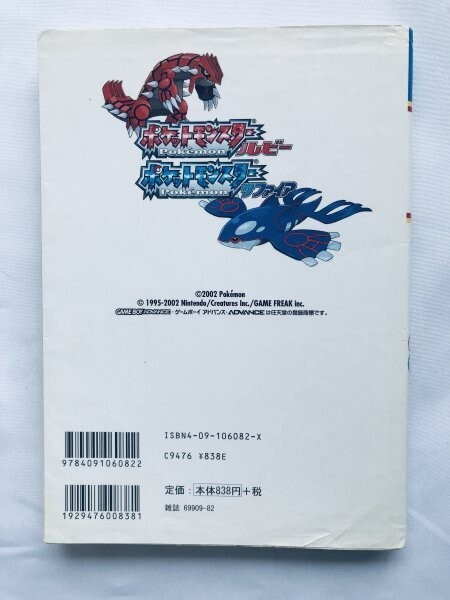 ポケットモンスター
Pokémon ルビー
ポケットモンスター
Pokémon サファイア
©2002 Pokémon
© 1995-2002 Nintendo/Creatures Inc./GAME FREAK inc.
GAME BOY ADVANCE・ゲームボーイ アドバンス・ADVANCEは任天堂の登録商標です。
ISBN4-09-106082-X
C9476 ¥838E
9784091060822
定価：本体838円+税
雑誌 69909-82
1929476008381